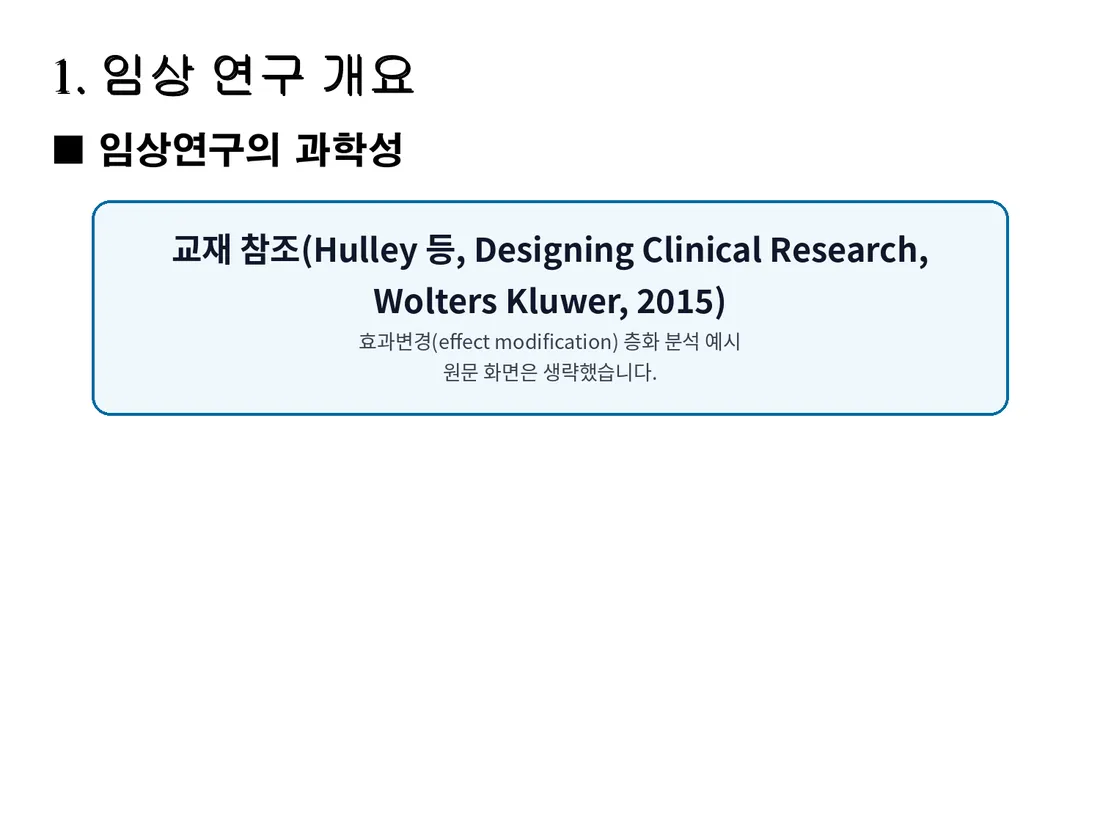 1. 임상 연구 개요
■ 임상연구의 과학성
교재 참조(Hulley 등, Designing Clinical Research,
Wolters Kluwer, 2015)
효과변경(effect modification) 층화 분석 예시
원문 화면은 생략했습니다.